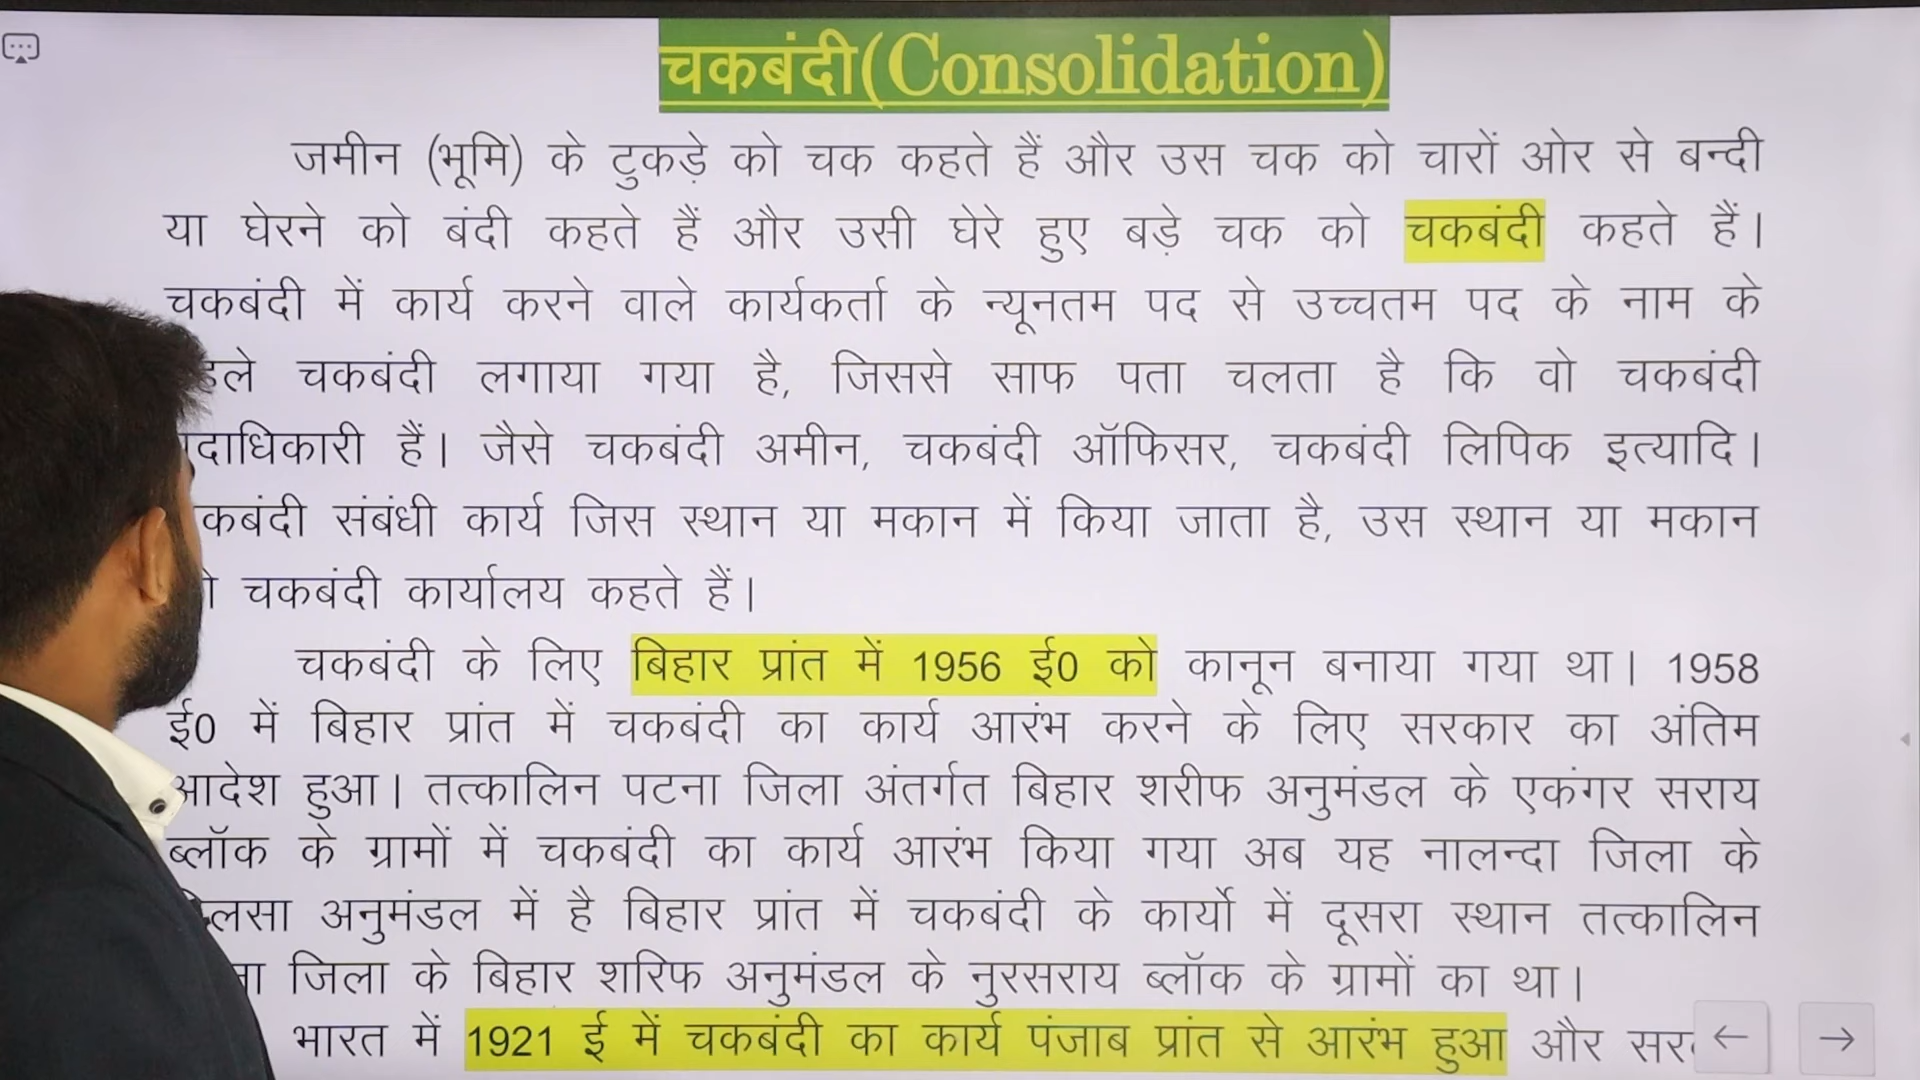 चकबंदी(Consolidation)
जमीन (भूमि) के टुकड़े को चक कहते हैं और उस चक को चारों ओर से बन्दी
या घेरने को बंदी कहते हैं और उसी घेरे हुए बड़े चक को चकबंदी कहते हैं।
चकबंदी में कार्य करने वाले कार्यकर्ता के न्यूनतम पद से उच्चतम पद के नाम के
चकबंदी लगाया गया है, जिससे साफ पता चलता है कि वो चकबंदी
हैं। जैसे चकबंदी अमीन, चकबंदी ऑफिसर, चकबंदी लिपिक इत्यादि।
संबंधी कार्य जिस स्थान या मकान में किया जाता है, उस स्थान या मकान
चकबंदी कार्यालय कहते हैं।
चकबंदी के लिए बिहार प्रांत में 1956 ई0 को कानून बनाया गया था। 1958
ई0 में बिहार प्रांत में चकबंदी का कार्य आरंभ करने के लिए सरकार का अंतिम
आदेश हुआ। तत्कालिन पटना जिला अंतर्गत बिहार शरीफ अनुमंडल के एकंगर सराय
ब्लॉक के ग्रामों में चकबंदी का कार्य आरंभ किया गया अब यह नालन्दा जिला के
अनुमंडल में है बिहार प्रांत में चकबंदी के कार्यो में दूसरा स्थान तत्कालिन
जिला के बिहार शरिफ अनुमंडल के नुरसराय ब्लॉक के ग्रामों का था।
भारत में 1921 ई में चकबंदी का कार्य पंजाब प्रांत से आरंभ हुआ और